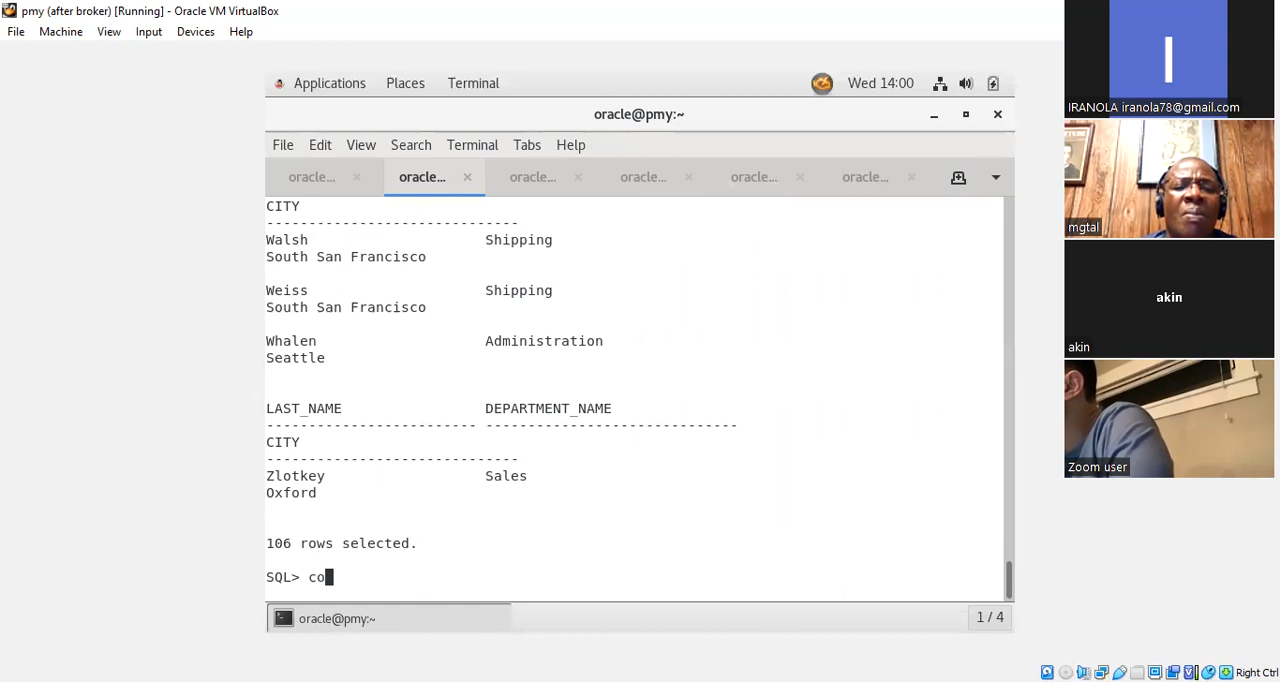 pmy (after broker) [Running] - Oracle VM VirtualBox
File Machine View Input Devices Help
Applications Places Terminal Wed 14:00
oracle@pmy:~
File Edit View Search Terminal Tabs Help
oracle... × oracle... × oracle... × oracle... × oracle... × oracle... ×
CITY
------------------------------
Walsh Shipping
South San Francisco
Weiss Shipping
South San Francisco
Whalen Administration
Seattle
LAST_NAME DEPARTMENT_NAME
------------------------- ------------------------------
CITY
------------------------------
Zlotkey Sales
Oxford
106 rows selected.
SQL> co
oracle@pmy:~ 1 / 4
I
IRANOLA iranola78@gmail.com
mgtal
akin
akin
Zoom user
Right Ctrl